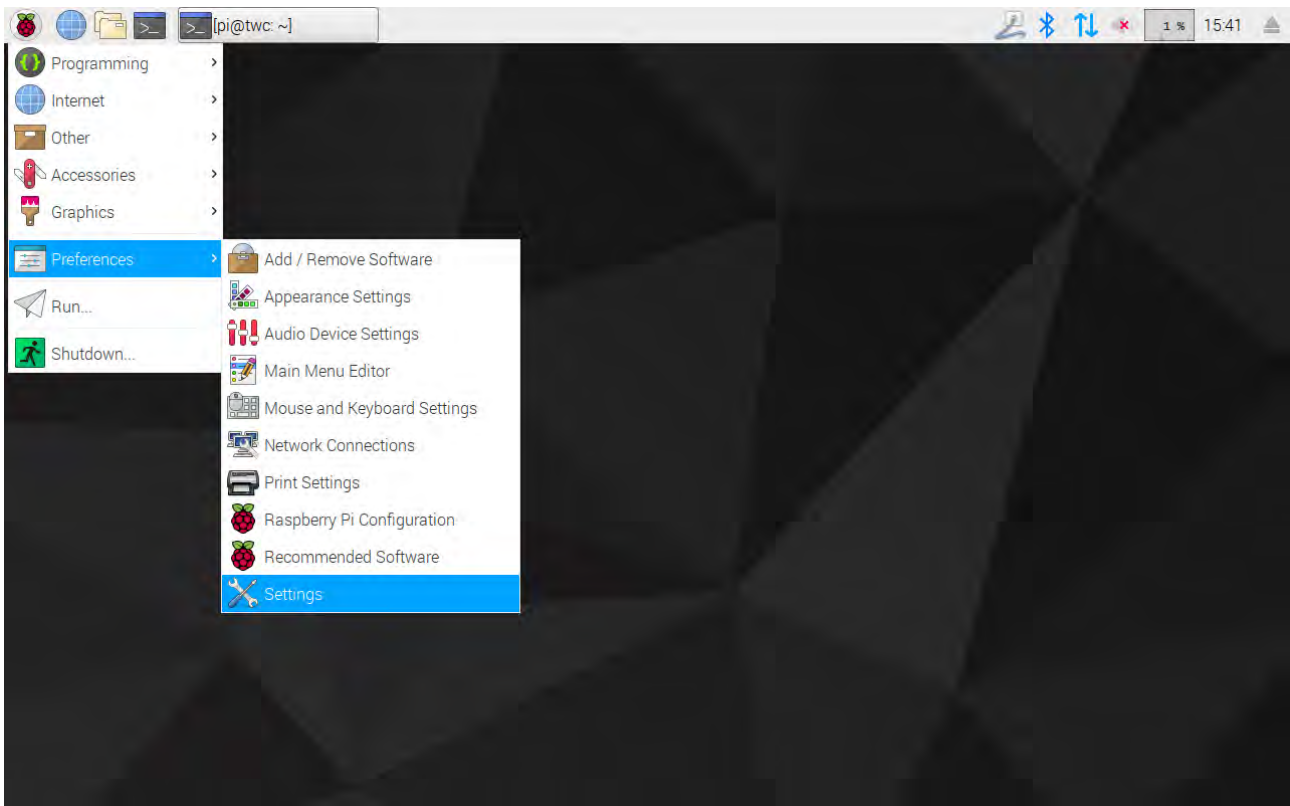 [pi@twc: ~]
1 %
15:41
Programming
Internet
Other
Accessories
Graphics
Preferences
Run...
Shutdown...
Add / Remove Software
Appearance Settings
Audio Device Settings
Main Menu Editor
Mouse and Keyboard Settings
Network Connections
Print Settings
Raspberry Pi Configuration
Recommended Software
Settings